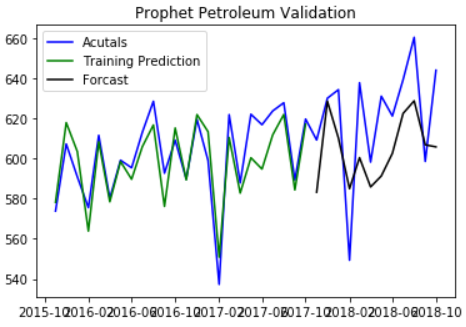 Prophet Petroleum Validation
Acutals
Training Prediction
Forcast
660
640
620
600
580
560
540
2015-10 2016-02 2016-06 2016-10 2017-02 2017-06 2017-10 2018-02 2018-06 2018-10